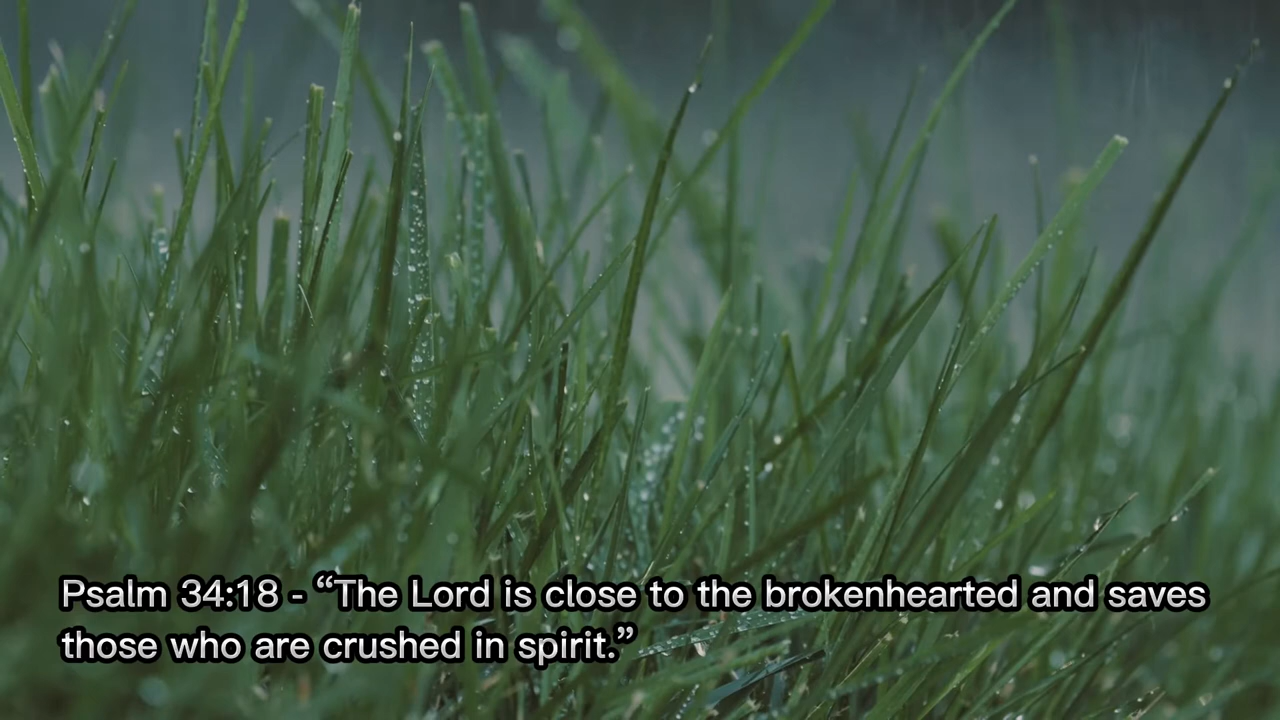 Psalm 34:18 - “The Lord is close to the brokenhearted and saves
those who are crushed in spirit.”